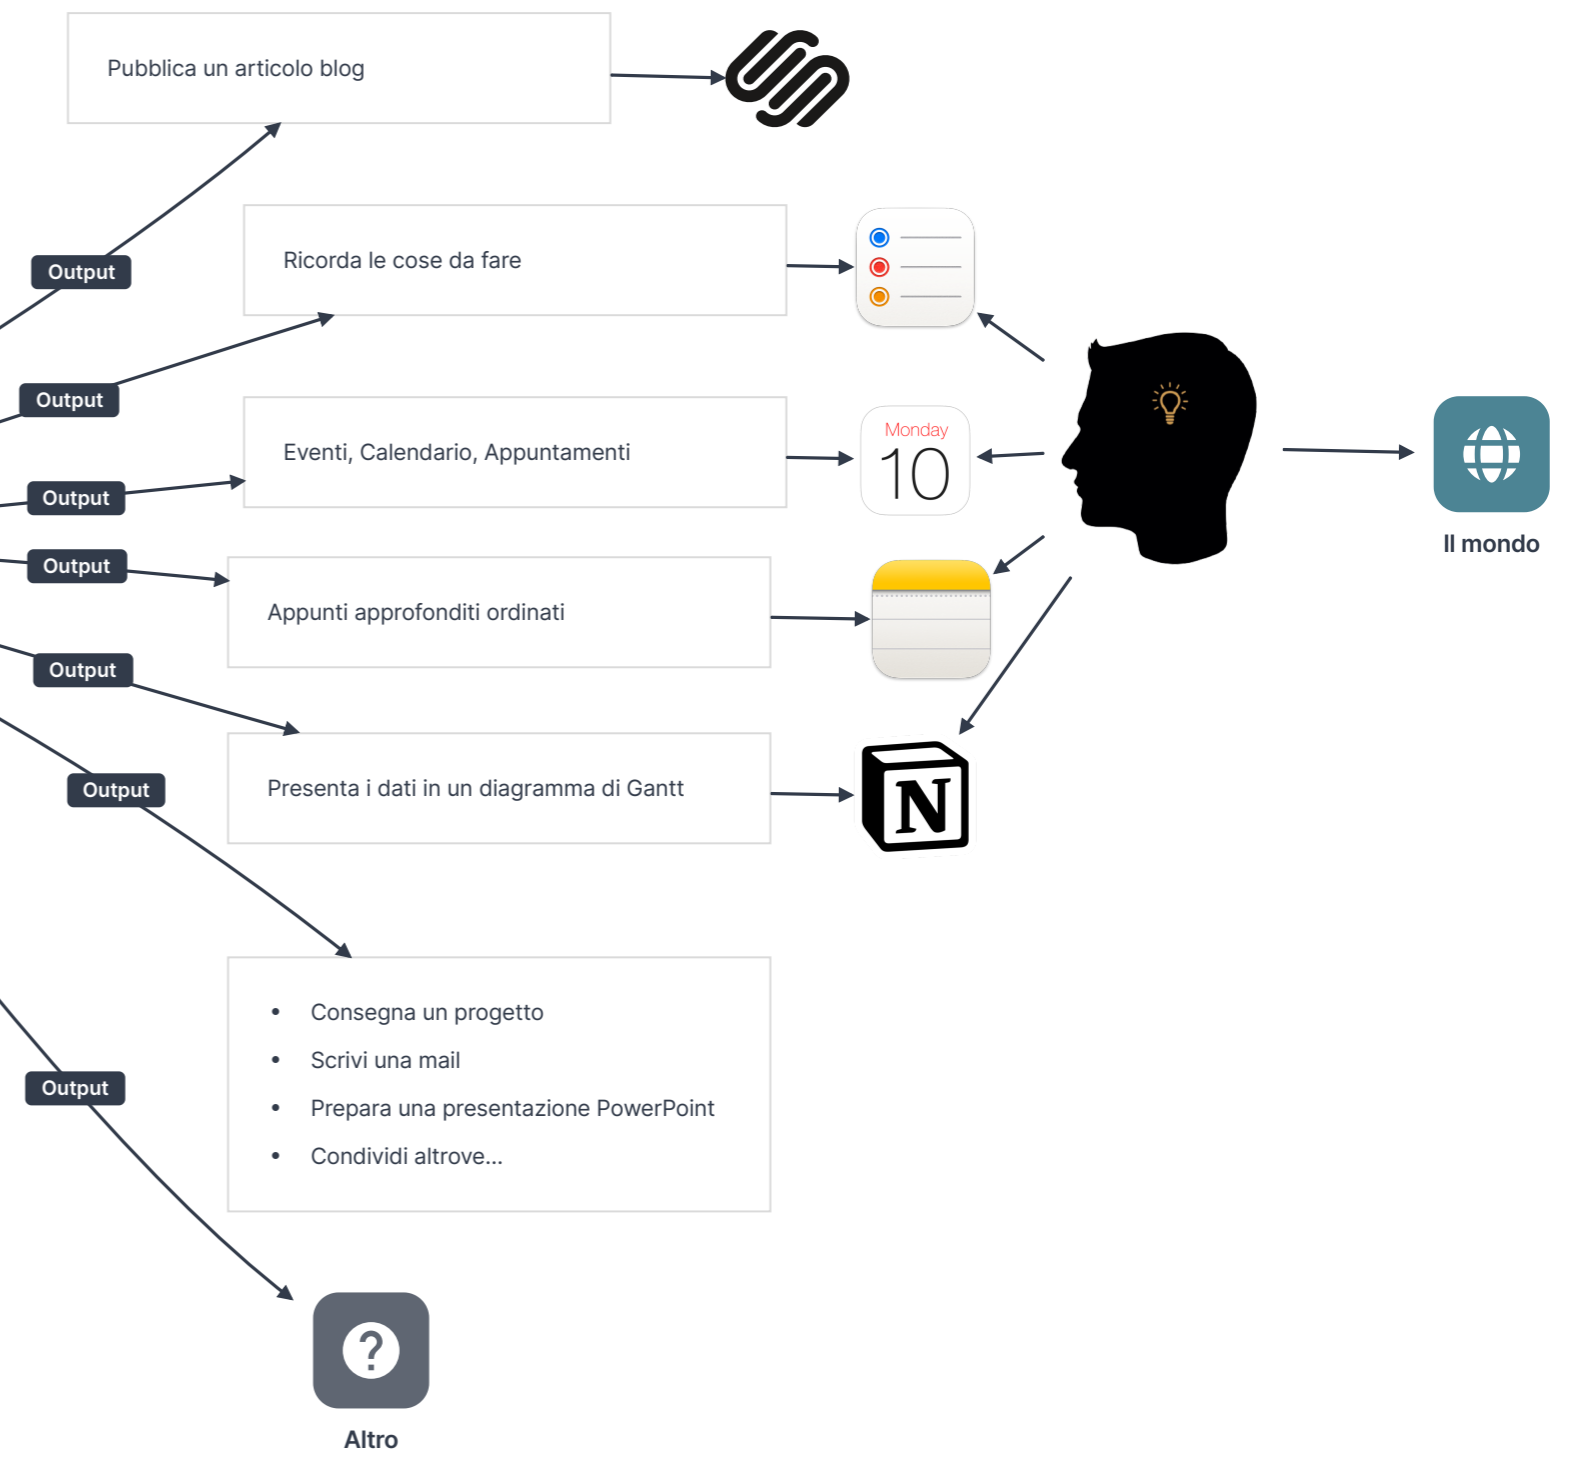 Pubblica un articolo blog
Output
Ricorda le cose da fare
Output
Eventi, Calendario, Appuntamenti
Monday
10
Output
Il mondo
Output
Appunti approfonditi ordinati
Output
Presenta i dati in un diagramma di Gantt
N
Output
• Consegna un progetto
• Scrivi una mail
• Prepara una presentazione PowerPoint
• Condividi altrove...
Output
?
Altro